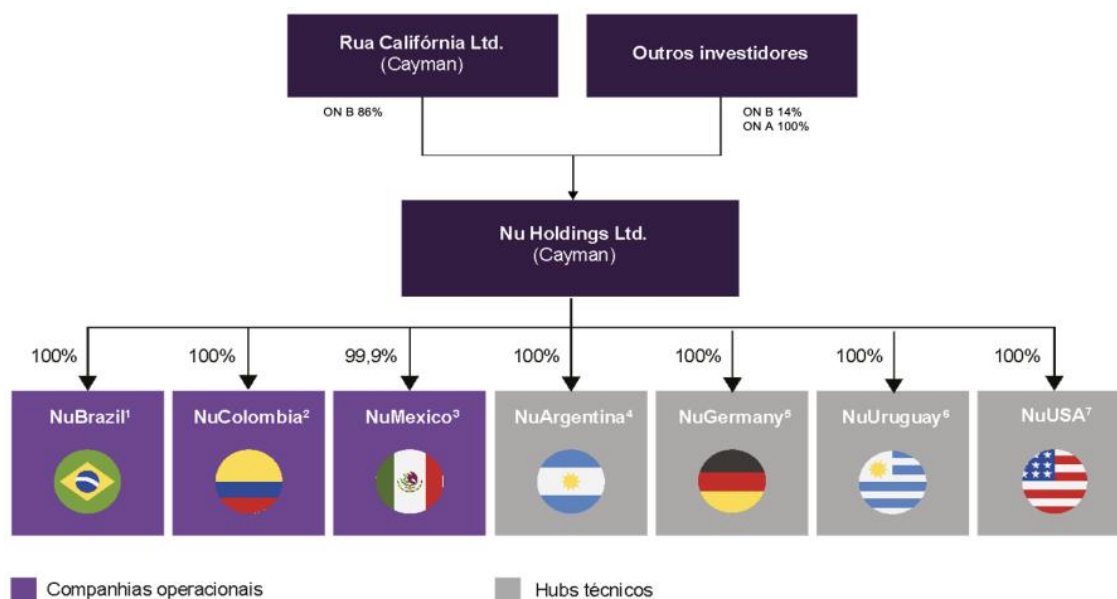 Rua Califórnia Ltd.
(Cayman)
Outros investidores
ON B 86%
ON B 14%
ON A 100%
Nu Holdings Ltd.
(Cayman)
100%
100%
99,9%
100%
100%
100%
100%
NuBrazil¹
NuColombia²
NuMexico³
NuArgentina⁴
NuGermany⁵
NuUruguay⁶
NuUSA⁷
Companhias operacionais
Hubs técnicos